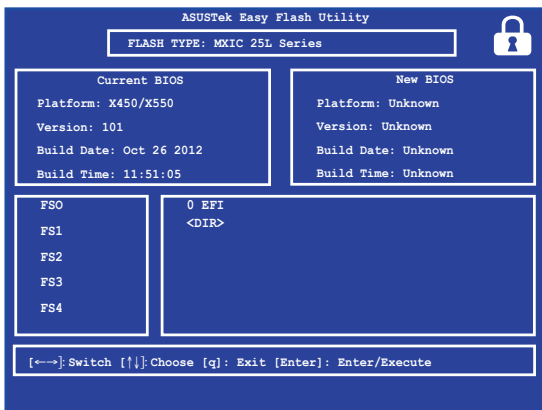 ASUSTek Easy Flash Utility
FLASH TYPE: MXIC 25L Series
Current BIOS
Platform: X450/X550
Version: 101
Build Date: Oct 26 2012
Build Time: 11:51:05
New BIOS
Platform: Unknown
Version: Unknown
Build Date: Unknown
Build Time: Unknown
FSO
FS1
FS2
FS3
FS4
0 EFI
<DIR>
[←→]: Switch [↑↓]: Choose [q]: Exit [Enter]: Enter/Execute